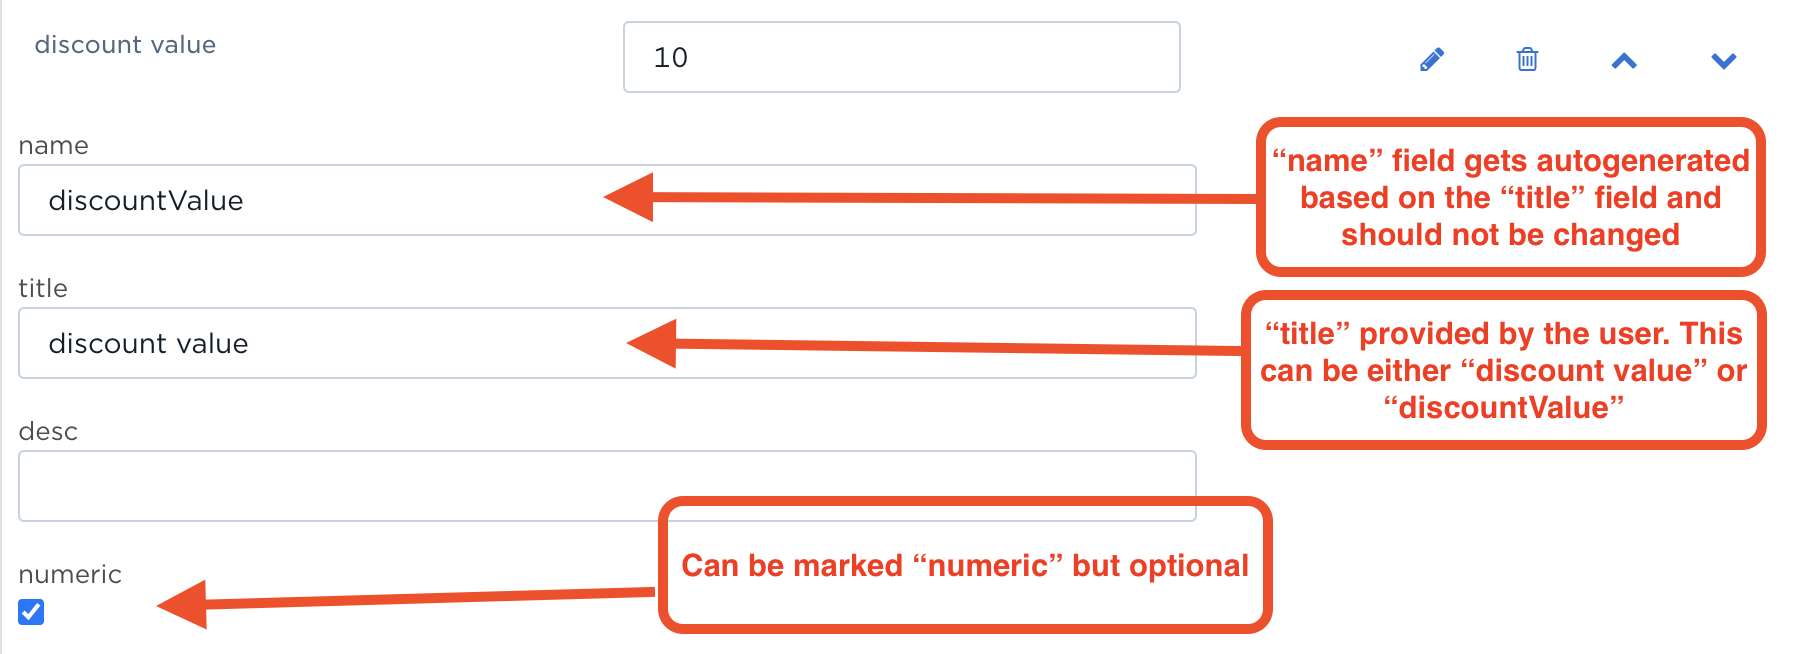 discount value
10
name
discountValue
“name” field gets autogenerated
based on the “title” field and
should not be changed
title
discount value
“title” provided by the user. This
can be either “discount value” or
“discountValue”
desc
Can be marked “numeric” but optional
numeric